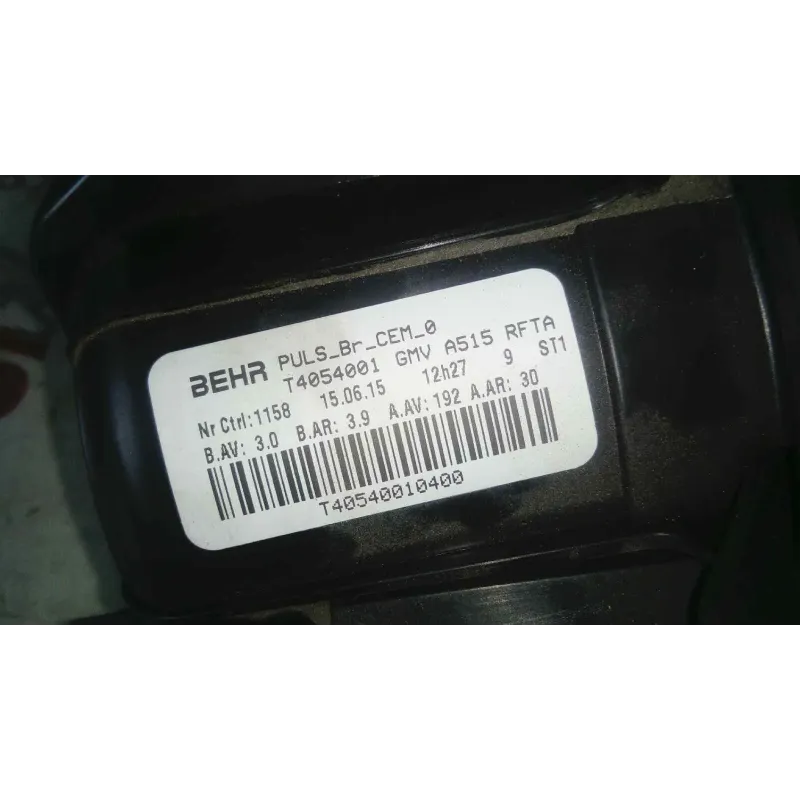 BEHR PULS_Br_CEM_0
T4054001 GMV A515 RFTA
Nr Ctrl:1158 15.06.15 12h27 9 ST1
B.AV: 3.0 B.AR: 3.9 A.AV:192 A.AR: 30
T40540010400